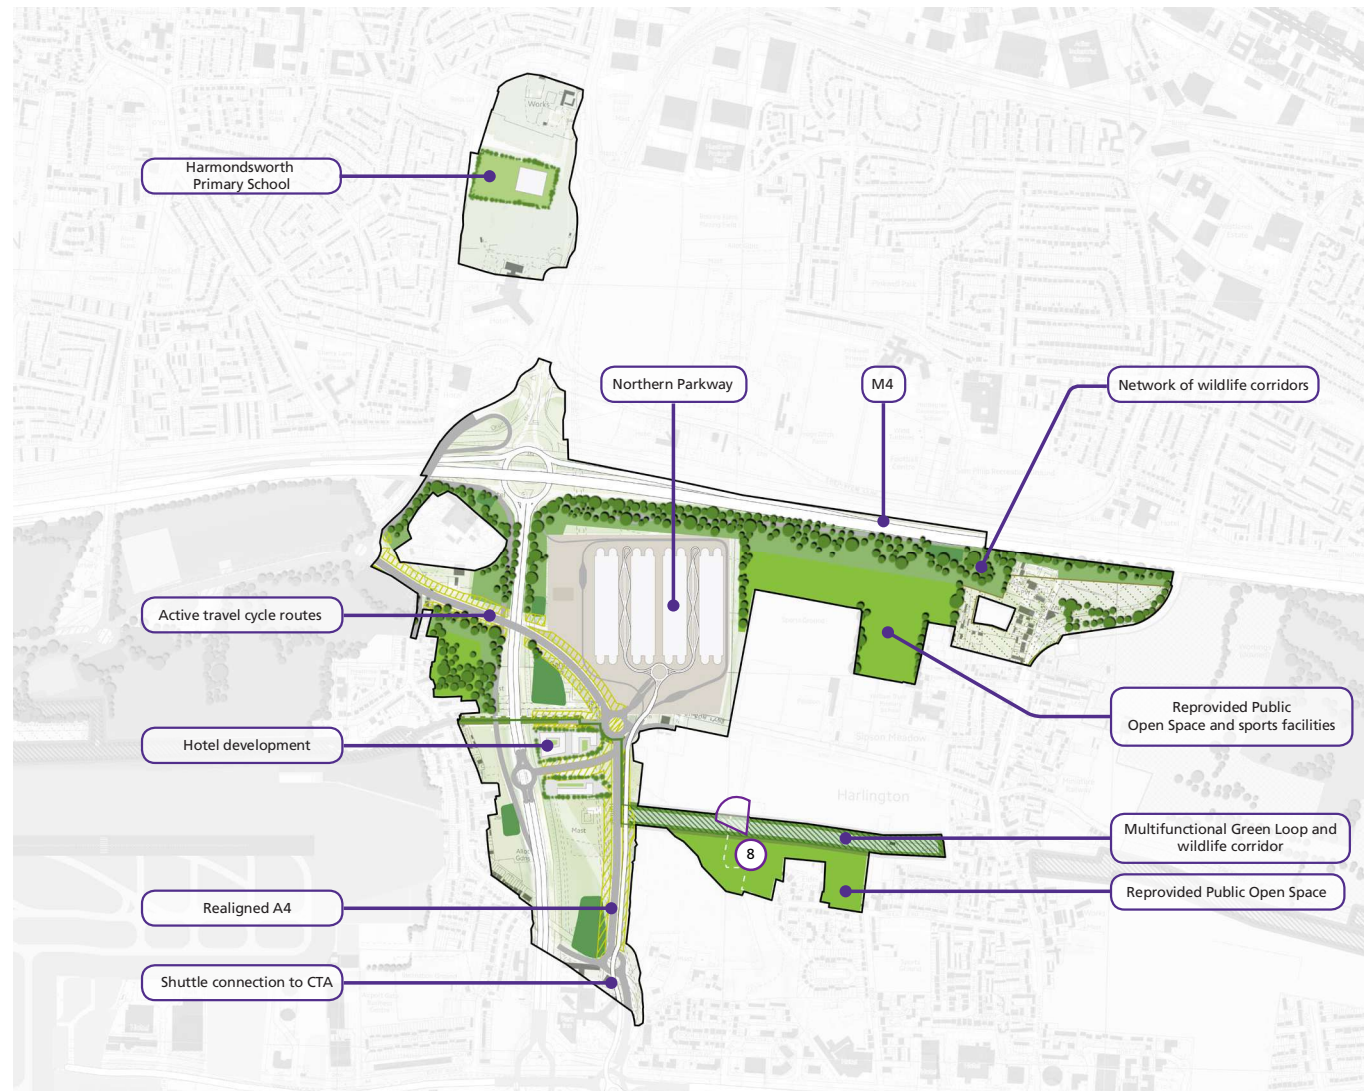 Works
Harmondsworth
Primary School
Northern Parkway
M4
Network of wildlife corridors
Active travel cycle routes
Reprovided Public
Open Space and sports facilities
Hotel development
Harlington
Mast
Multifunctional Green Loop and
wildlife corridor
8
Reprovided Public Open Space
Realigned A4
Shuttle connection to CTA